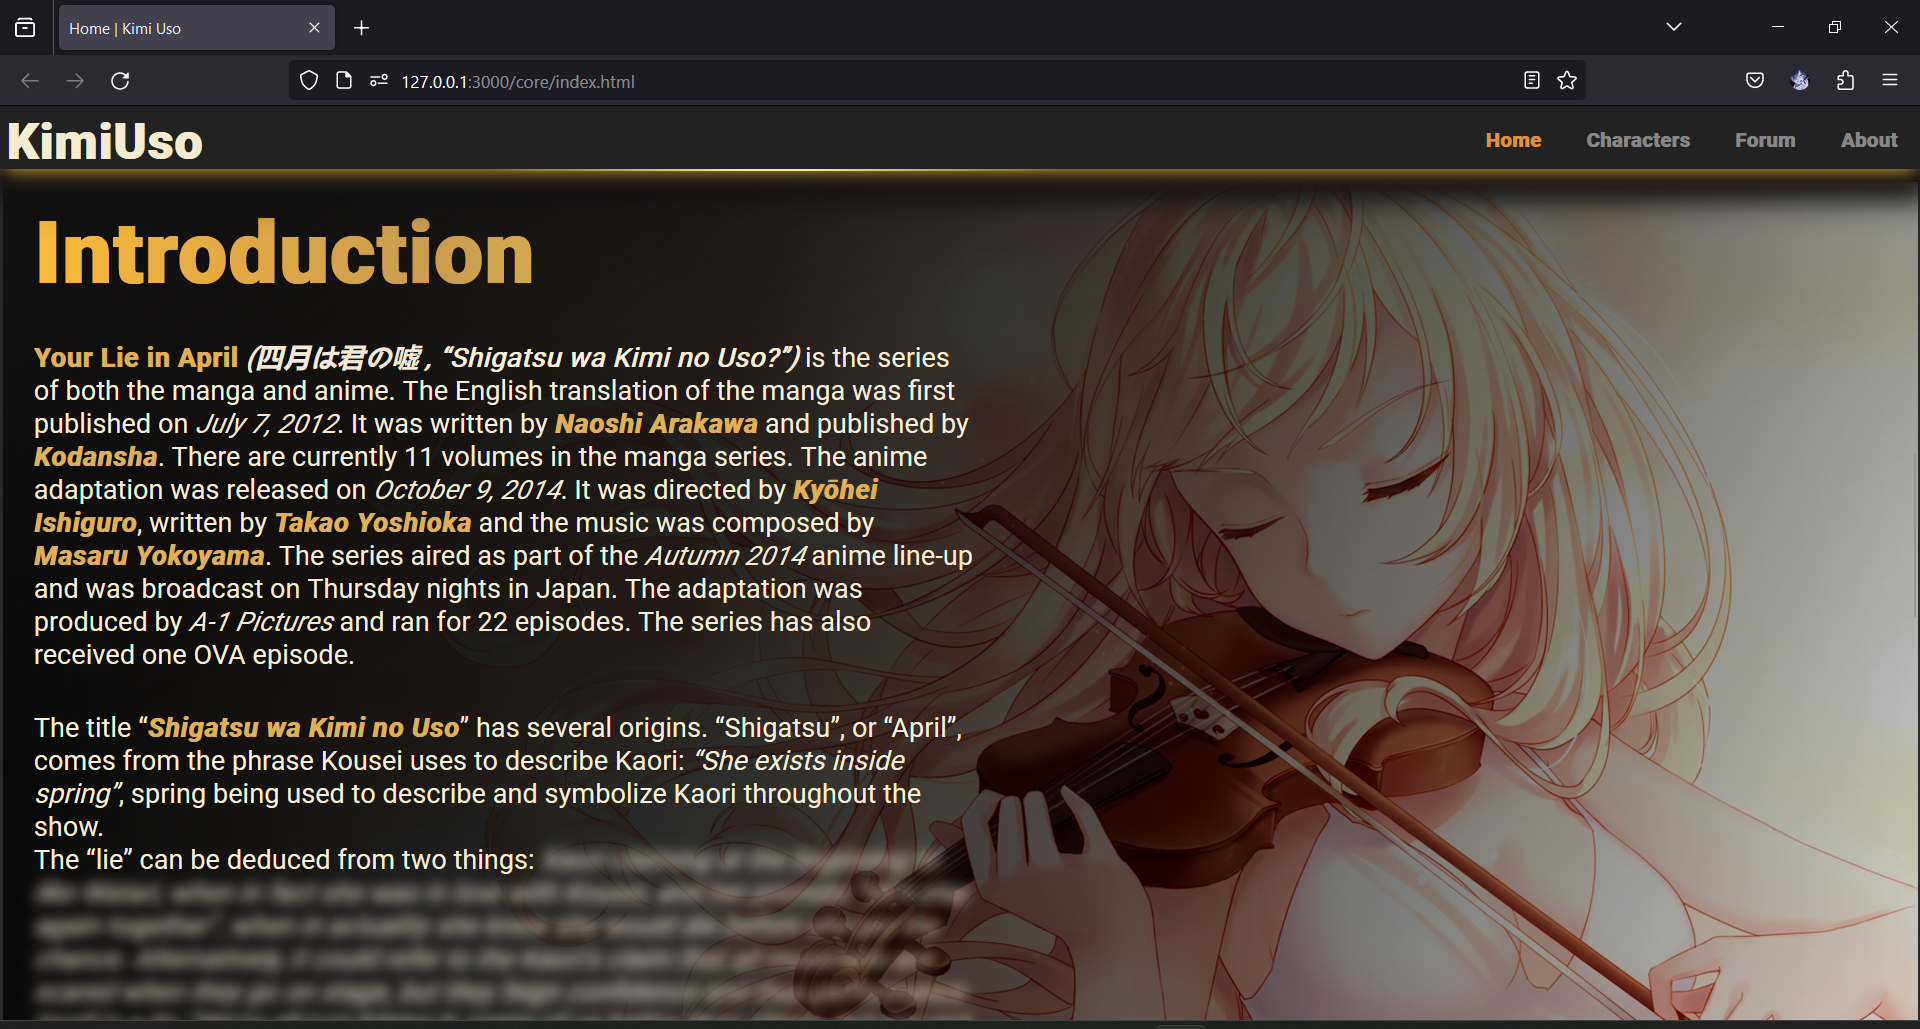 Home | Kimi Uso
127.0.0.1:3000/core/index.html
KimiUso
Home Characters Forum About
Introduction
Your Lie in April (四月は君の嘘 , “Shigatsu wa Kimi no Uso?”) is the series
of both the manga and anime. The English translation of the manga was first
published on July 7, 2012. It was written by Naoshi Arakawa and published by
Kodansha. There are currently 11 volumes in the manga series. The anime
adaptation was released on October 9, 2014. It was directed by Kyōhei
Ishiguro, written by Takao Yoshioka and the music was composed by
Masaru Yokoyama. The series aired as part of the Autumn 2014 anime line-up
and was broadcast on Thursday nights in Japan. The adaptation was
produced by A-1 Pictures and ran for 22 episodes. The series has also
received one OVA episode.
The title “Shigatsu wa Kimi no Uso” has several origins. “Shigatsu”, or “April”,
comes from the phrase Kousei uses to describe Kaori: “She exists inside
spring”, spring being used to describe and symbolize Kaori throughout the
show.
The “lie” can be deduced from two things: